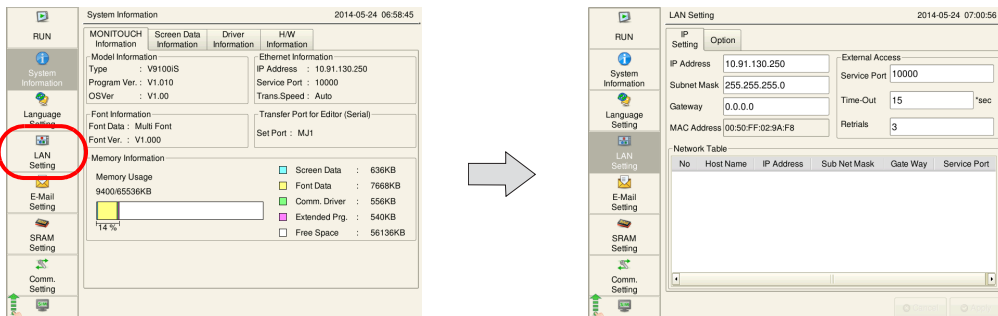 System Information 2014-05-24 06:58:45
RUN
System
Information
Language
Setting
LAN
Setting
E-Mail
Setting
SRAM
Setting
Comm.
Setting
MONITOUCH
Information
Screen Data
Information
Driver
Information
H/W
Information
Model Information
Type : V9100iS
Program Ver. : V1.010
OSVer : V1.00
Ethernet Information
IP Address : 10.91.130.250
Service Port : 10000
Trans.Speed : Auto
Font Information
Font Data : Multi Font
Font Ver. : V1.000
Transfer Port for Editor (Serial)
Set Port : MJ1
Memory Information
Memory Usage
9400/65536KB
14 %
Screen Data : 636KB
Font Data : 7668KB
Comm. Driver : 556KB
Extended Prg. : 540KB
Free Space : 56136KB
LAN Setting 2014-05-24 07:00:56
RUN
System
Information
Language
Setting
LAN
Setting
E-Mail
Setting
SRAM
Setting
Comm.
Setting
IP
Setting
Option
IP Address 10.91.130.250
Subnet Mask 255.255.255.0
Gateway 0.0.0.0
MAC Address 00:50:FF:02:9A:F8
External Access
Service Port 10000
Time-Out 15 *sec
Retrials 3
Network Table
No Host Name IP Address Sub Net Mask Gate Way Service Port
Cancel Apply